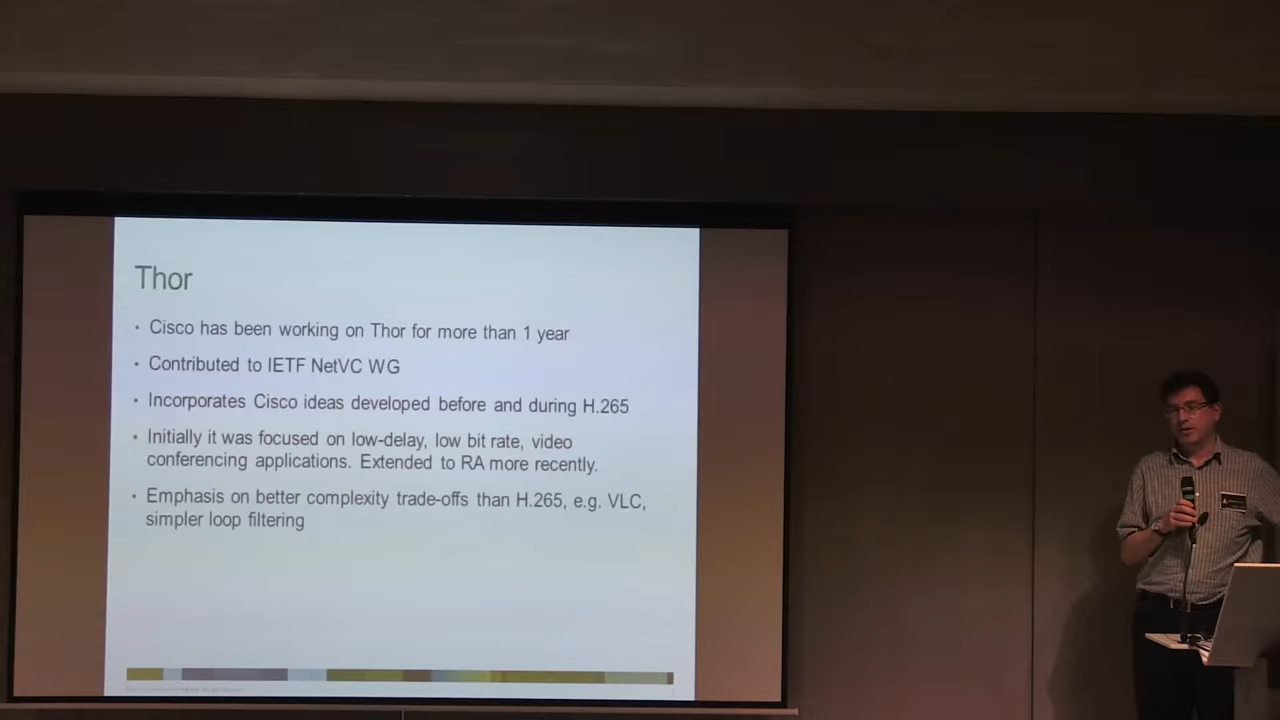 Thor
• Cisco has been working on Thor for more than 1 year
• Contributed to IETF NetVC WG
• Incorporates Cisco ideas developed before and during H.265
• Initially it was focused on low-delay, low bit rate, video
conferencing applications. Extended to RA more recently.
• Emphasis on better complexity trade-offs than H.265, e.g. VLC,
simpler loop filtering